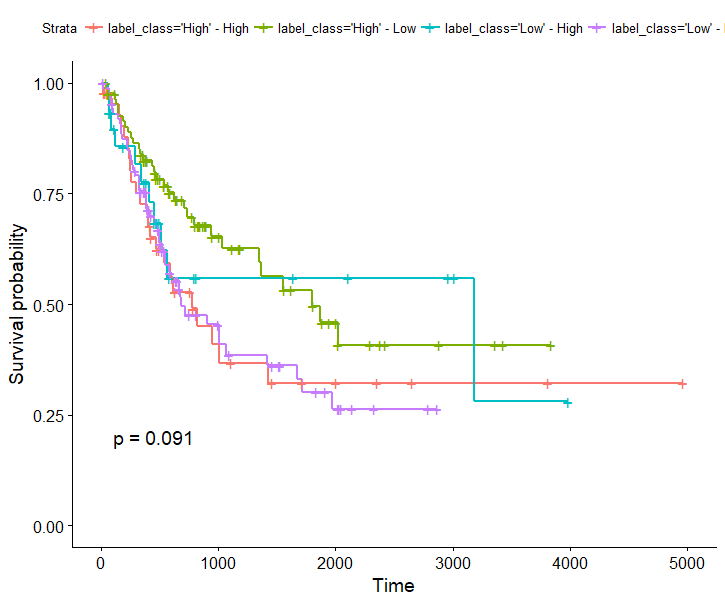 Strata label_class='High' - High label_class='High' - Low label_class='Low' - High label_class='Low' -
1.00
0.75
0.50
0.25
0.00
Survival probability
p = 0.091
0 1000 2000 3000 4000 5000
Time